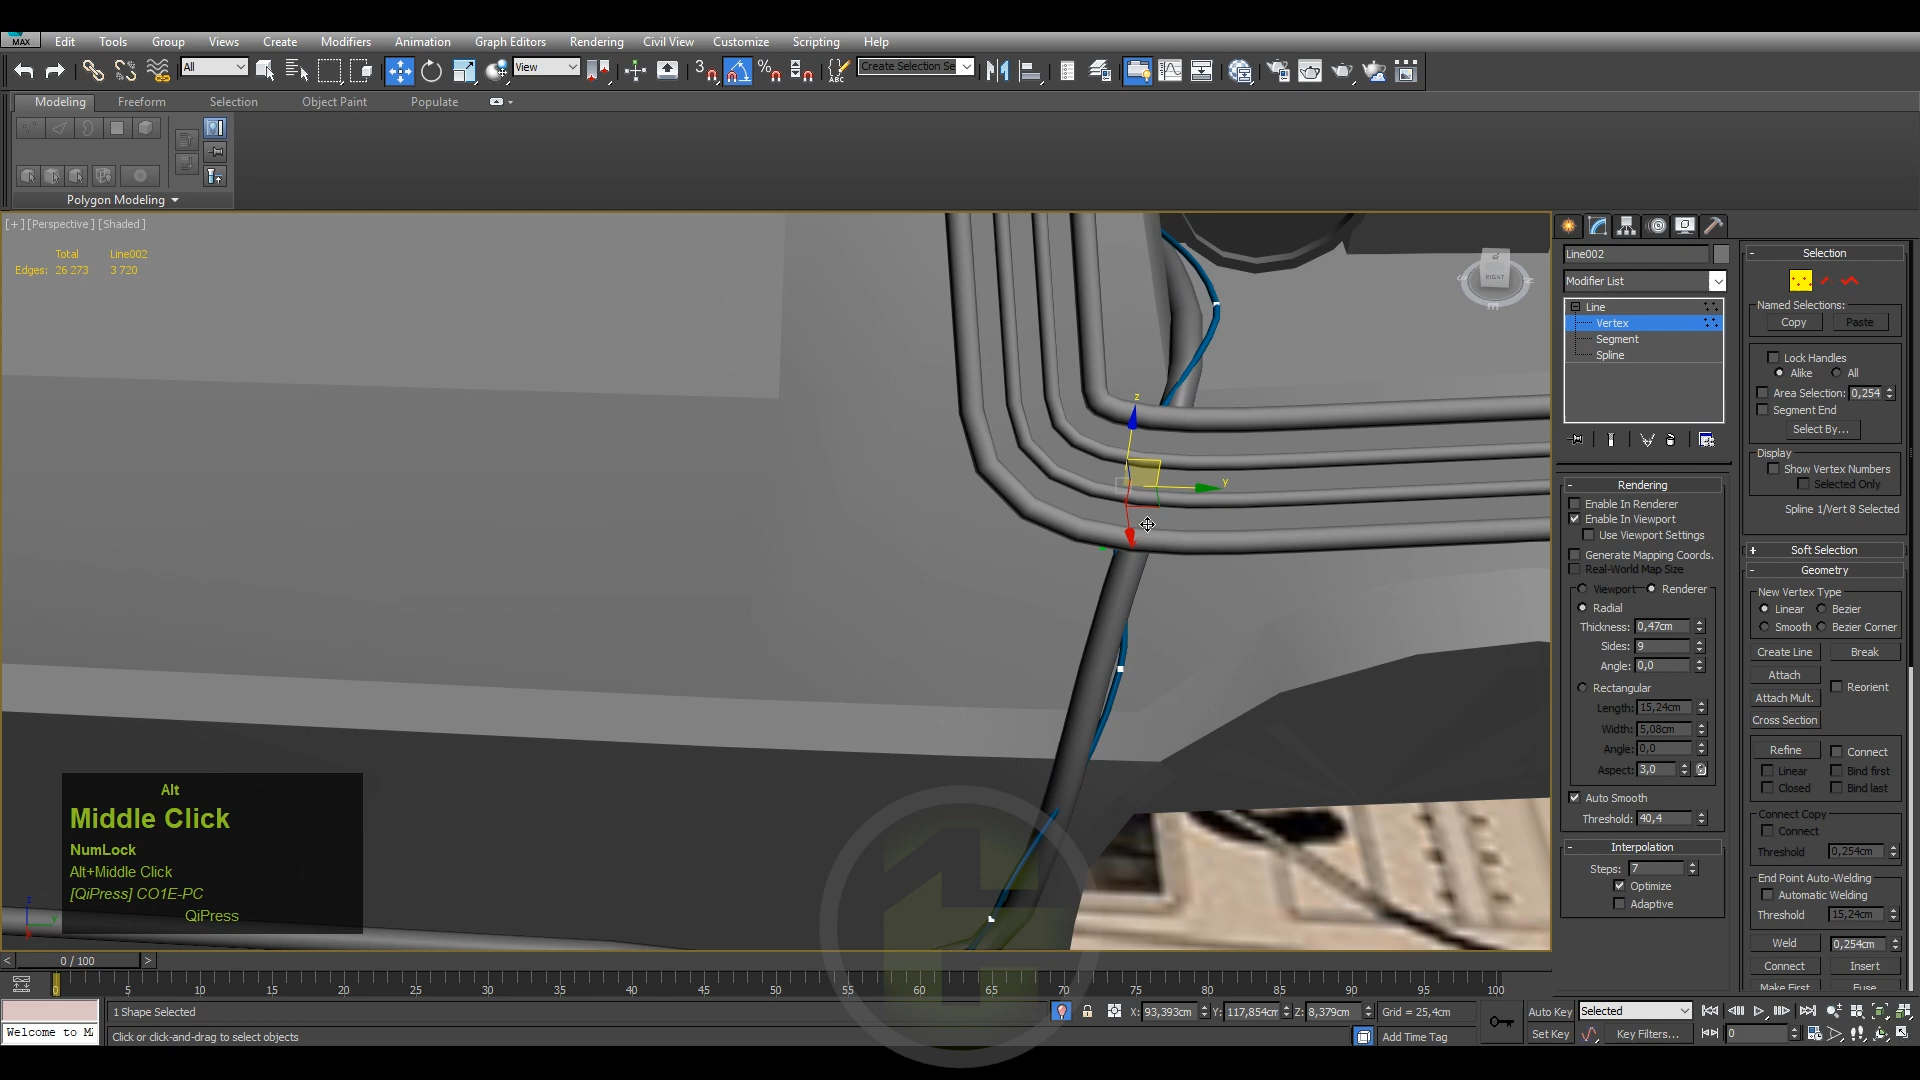 MAX
Edit Tools Group Views Create Modifiers Animation Graph Editors Rendering Civil View Customize Scripting Help
All View Create Selection Se
Modeling Freeform Selection Object Paint Populate
Polygon Modeling
[+][Perspective][Shaded]
Total Line002
Edges: 26 273 3 720
z
y
RIGHT
Alt
Middle Click
NumLock
Alt+Middle Click
[QiPress] CO1E-PC
QiPress
Line002
Modifier List
Line
Vertex
Segment
Spline
Rendering
Enable In Renderer
Enable In Viewport
Use Viewport Settings
Generate Mapping Coords.
Real-World Map Size
Viewport Renderer
Radial
Thickness: 0,47cm
Sides: 9
Angle: 0,0
Rectangular
Length: 15,24cm
Width: 5,08cm
Angle: 0,0
Aspect: 3,0
Auto Smooth
Threshold: 40,4
Interpolation
Steps: 7
Optimize
Adaptive
Selection
Named Selections:
Copy Paste
Lock Handles
Alike All
Area Selection: 0,254
Segment End
Select By...
Display
Show Vertex Numbers
Selected Only
Spline 1/Vert 8 Selected
Soft Selection
Geometry
New Vertex Type
Linear Bezier
Smooth Bezier Corner
Create Line Break
Attach Reorient
Attach Mult.
Cross Section
Refine Connect
Linear Bind first
Closed Bind last
Connect Copy
Connect
Threshold 0,254cm
End Point Auto-Welding
Automatic Welding
Threshold 15,24cm
Weld 0,254cm
Connect Insert
Make First Fuse
0 / 100
0 5 10 15 20 25 30 35 40 45 50 55 60 65 70 75 80 85 90 95 100
1 Shape Selected X: 93,393cm Y: 117,854cm Z: 8,379cm Grid = 25,4cm Auto Key Selected
Welcome to Click or click-and-drag to select objects Add Time Tag Set Key Key Filters... 0